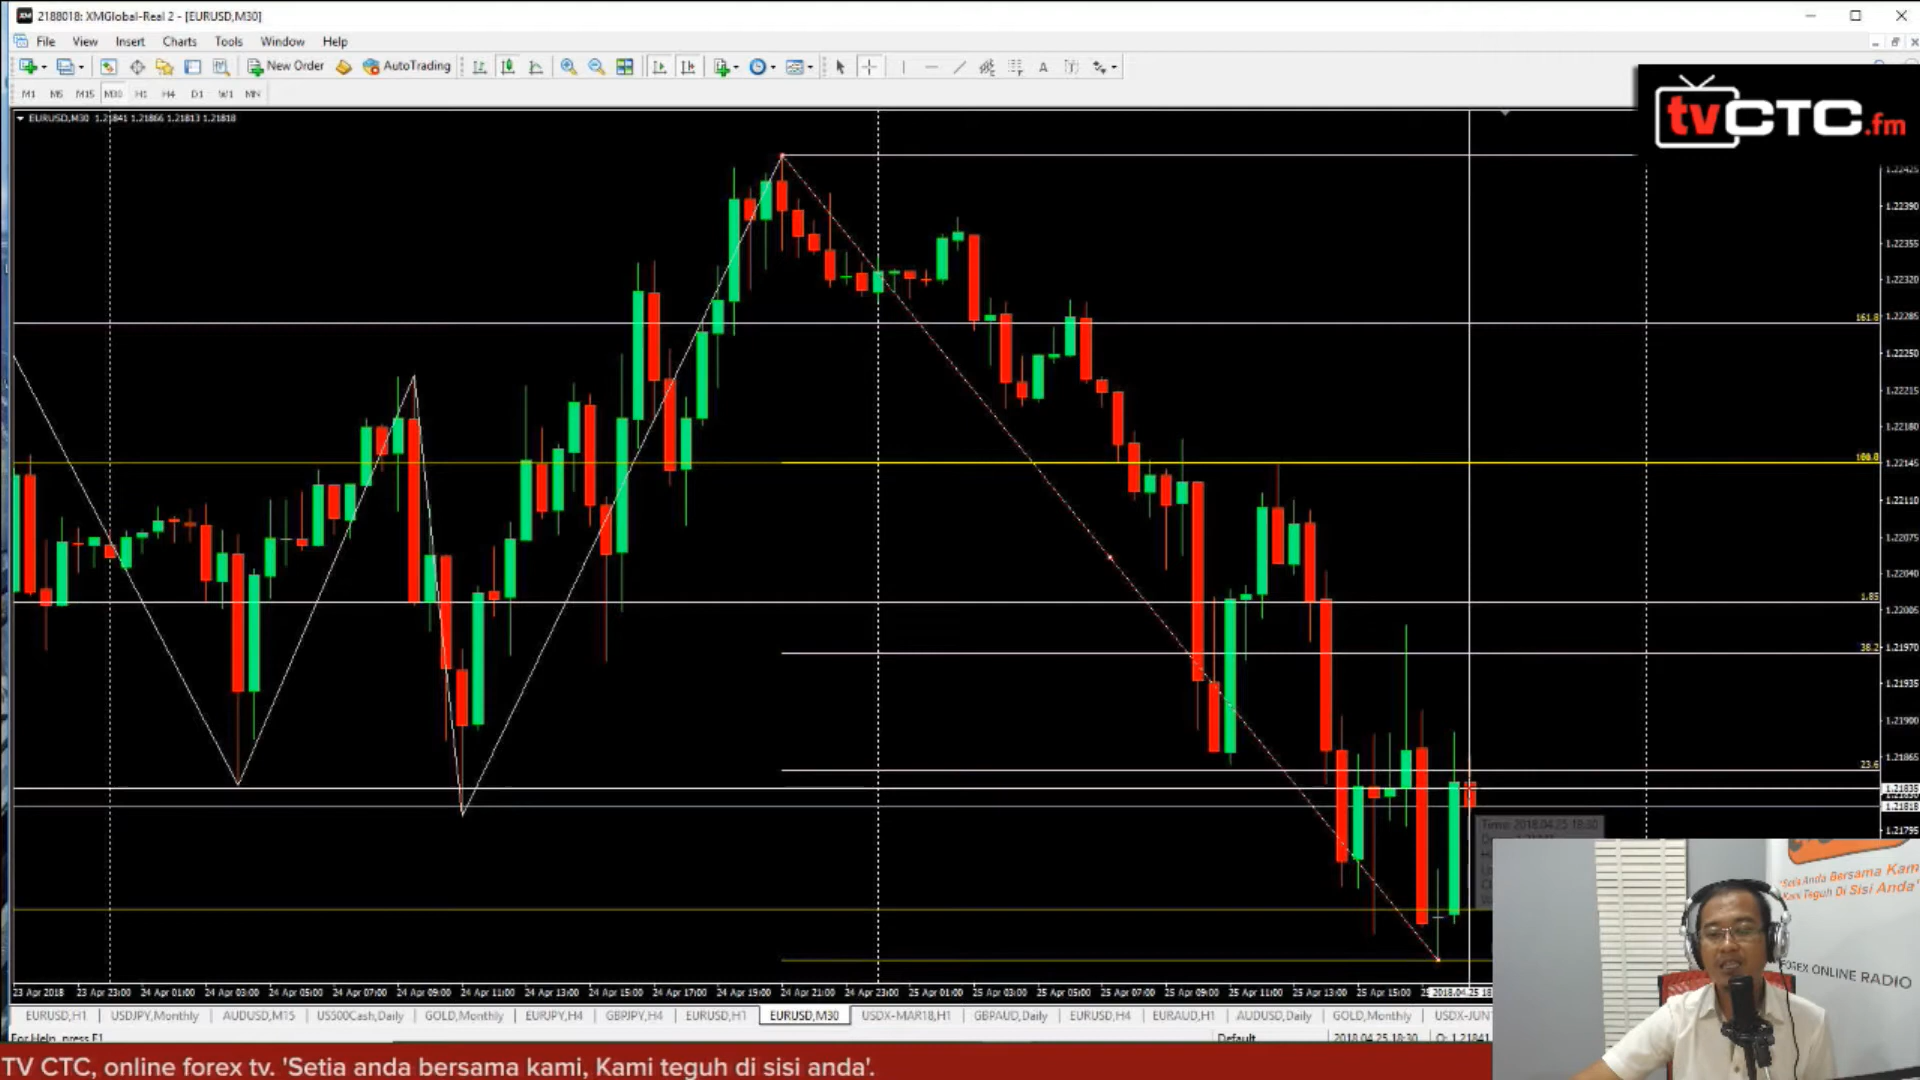 2188018: XMGlobal-Real 2 - [EURUSD,M30]
File View Insert Charts Tools Window Help
New Order AutoTrading
M1 M5 M15 M30 H1 H4 D1 W1 MN
tvCTC.fm
EURUSD,M30 1.21841 1.21866 1.21813 1.21818
1.22425
1.22390
1.22355
1.22320
161.8
1.22285
1.22250
1.22215
1.22180
100.0
1.22145
1.22110
1.22075
1.22040
1.85
1.22005
38.2
1.21970
1.21935
1.21900
1.21865
23.6
1.21835
1.21818
1.21795
Time: 2018.04.25 18:30
"Setia Anda Bersama Kami
Kami Teguh Di Sisi Anda"
FOREX ONLINE RADIO
23 Apr 2018 23 Apr 23:00 24 Apr 01:00 24 Apr 03:00 24 Apr 05:00 24 Apr 07:00 24 Apr 09:00 24 Apr 11:00 24 Apr 13:00 24 Apr 15:00 24 Apr 17:00 24 Apr 19:00 24 Apr 21:00 24 Apr 23:00 25 Apr 01:00 25 Apr 03:00 25 Apr 05:00 25 Apr 07:00 25 Apr 09:00 25 Apr 11:00 25 Apr 13:00 25 Apr 15:00 2018.04.25 18
EURUSD,H1 USDJPY,Monthly AUDUSD,M15 US500Cash,Daily GOLD,Monthly EURJPY,H4 GBPJPY,H4 EURUSD,H1 EURUSD,M30 USDX-MAR18,H1 GBPAUD,Daily EURUSD,H4 EURAUD,H1 AUDUSD,Daily GOLD,Monthly USDX-JUN
For Help, press F1 Default 2018.04.25 18:30 O: 1.21841
TV CTC, online forex tv. 'Setia anda bersama kami, Kami teguh di sisi anda'.